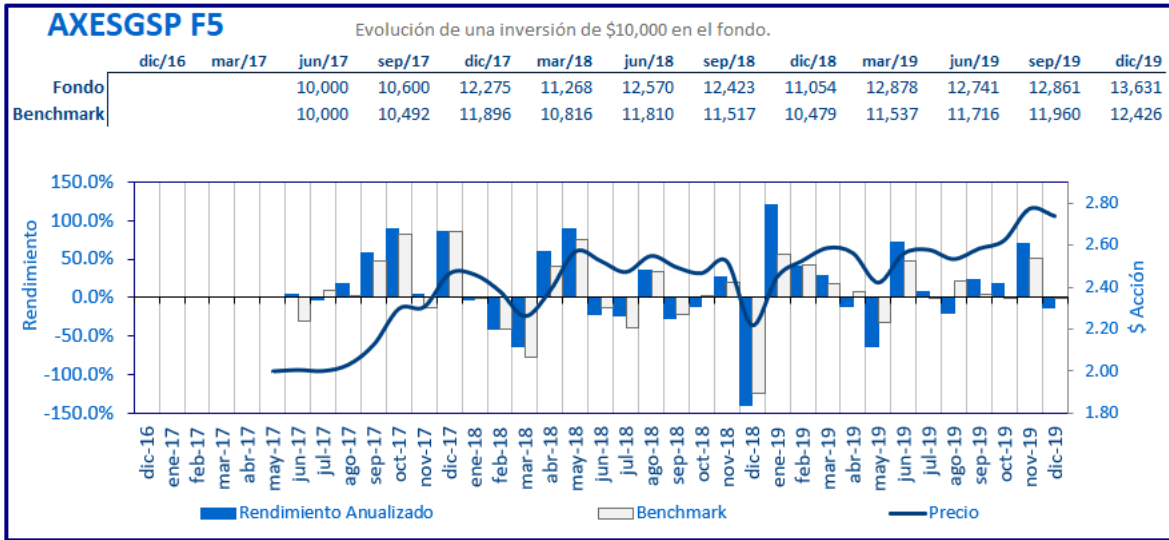 AXESGSP F5
Evolución de una inversión de $10,000 en el fondo.
dic/16 mar/17 jun/17 sep/17 dic/17 mar/18 jun/18 sep/18 dic/18 mar/19 jun/19 sep/19 dic/19
Fondo 10,000 10,600 12,275 11,268 12,570 12,423 11,054 12,878 12,741 12,861 13,631
Benchmark 10,000 10,492 11,896 10,816 11,810 11,517 10,479 11,537 11,716 11,960 12,426
150.0%
100.0%
50.0%
0.0%
-50.0%
-100.0%
-150.0%
Rendimiento
2.80
2.60
2.40
2.20
2.00
1.80
$ Acción
dic-16
ene-17
feb-17
mar-17
abr-17
may-17
jun-17
jul-17
ago-17
sep-17
oct-17
nov-17
dic-17
ene-18
feb-18
mar-18
abr-18
may-18
jun-18
jul-18
ago-18
sep-18
oct-18
nov-18
dic-18
ene-19
feb-19
mar-19
abr-19
may-19
jun-19
jul-19
ago-19
sep-19
oct-19
nov-19
dic-19
Rendimiento Anualizado Benchmark Precio